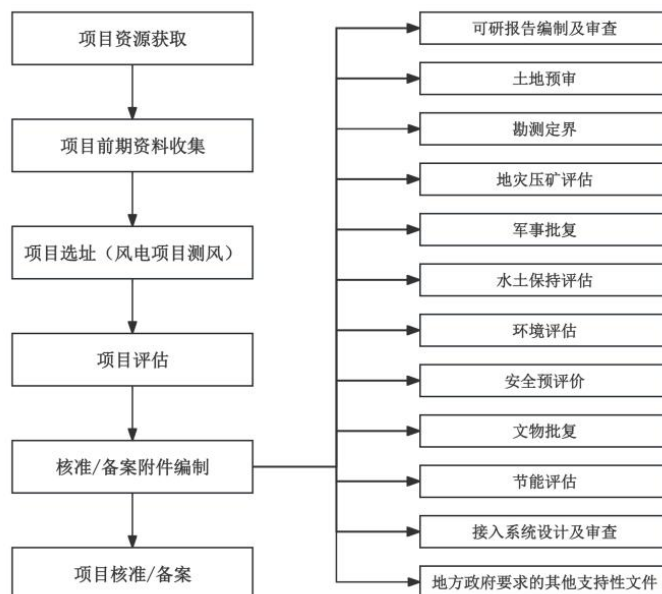 项目资源获取
项目前期资料收集
项目选址（风电项目测风）
项目评估
核准/备案附件编制
项目核准/备案
可研报告编制及审查
土地预审
勘测定界
地灾压矿评估
军事批复
水土保持评估
环境评估
安全预评价
文物批复
节能评估
接入系统设计及审查
地方政府要求的其他支持性文件